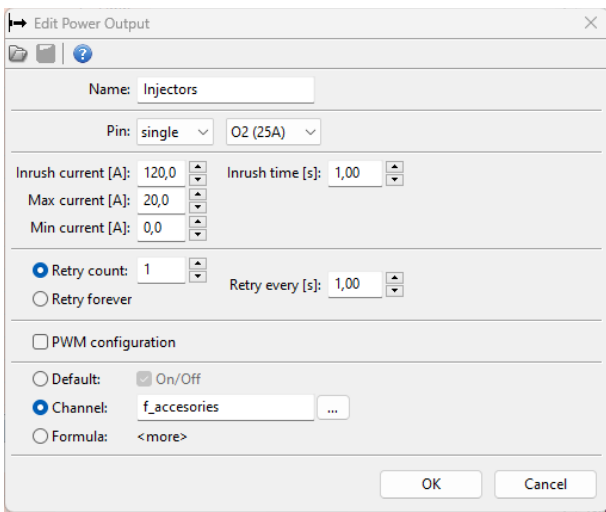 Edit Power Output
Name: Injectors
Pin: single O2 (25A)
Inrush current [A]: 120,0 Inrush time [s]: 1,00
Max current [A]: 20,0
Min current [A]: 0,0
Retry count: 1
Retry every [s]: 1,00
Retry forever
PWM configuration
Default: On/Off
Channel: f_accesories ...
Formula: <more>
OK Cancel